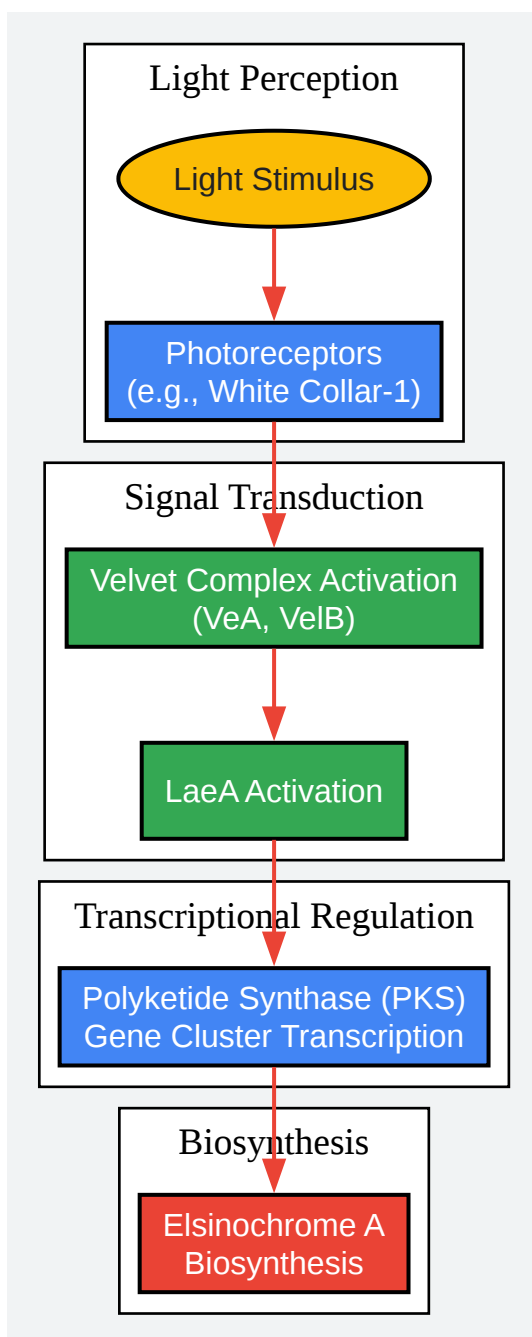 Light Perception
Light Stimulus
Photoreceptors
(e.g., White Collar-1)
Signal Transduction
Velvet Complex Activation
(VeA, VelB)
LaeA Activation
Transcriptional Regulation
Polyketide Synthase (PKS)
Gene Cluster Transcription
Biosynthesis
Elsinochrome A
Biosynthesis